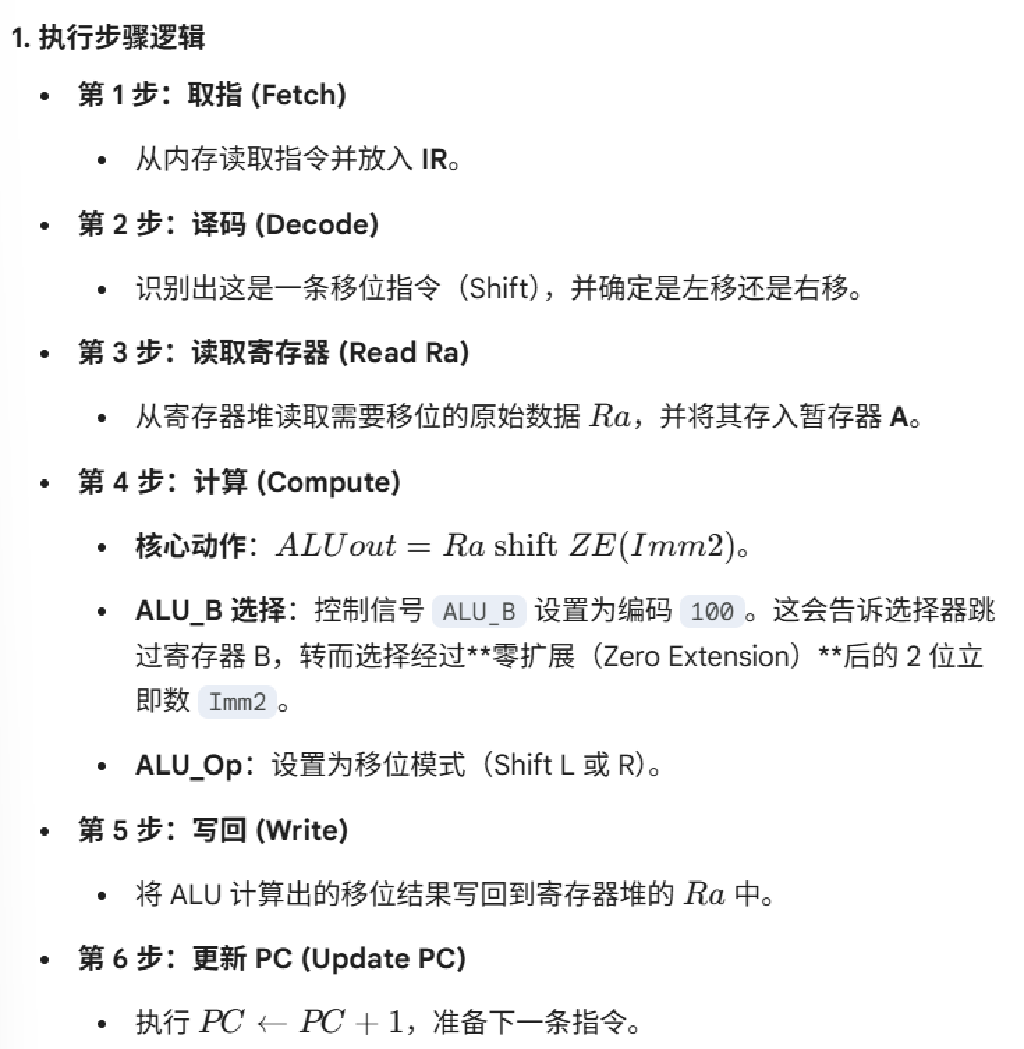 1. 执行步骤逻辑
• 第 1 步：取指 (Fetch)
• 从内存读取指令并放入 IR。
• 第 2 步：译码 (Decode)
• 识别出这是一条移位指令（Shift），并确定是左移还是右移。
• 第 3 步：读取寄存器 (Read Ra)
• 从寄存器堆读取需要移位的原始数据 Ra，并将其存入暂存器 A。
• 第 4 步：计算 (Compute)
• 核心动作：ALUout = Ra shift ZE(Imm2)。
• ALU_B 选择：控制信号 ALU_B 设置为编码 100 。这会告诉选择器跳
过寄存器 B，转而选择经过**零扩展（Zero Extension）**后的 2 位立
即数 Imm2 。
• ALU_Op：设置为移位模式（Shift L 或 R）。
• 第 5 步：写回 (Write)
• 将 ALU 计算出的移位结果写回到寄存器堆的 Ra 中。
• 第 6 步：更新 PC (Update PC)
• 执行 PC ← PC + 1，准备下一条指令。